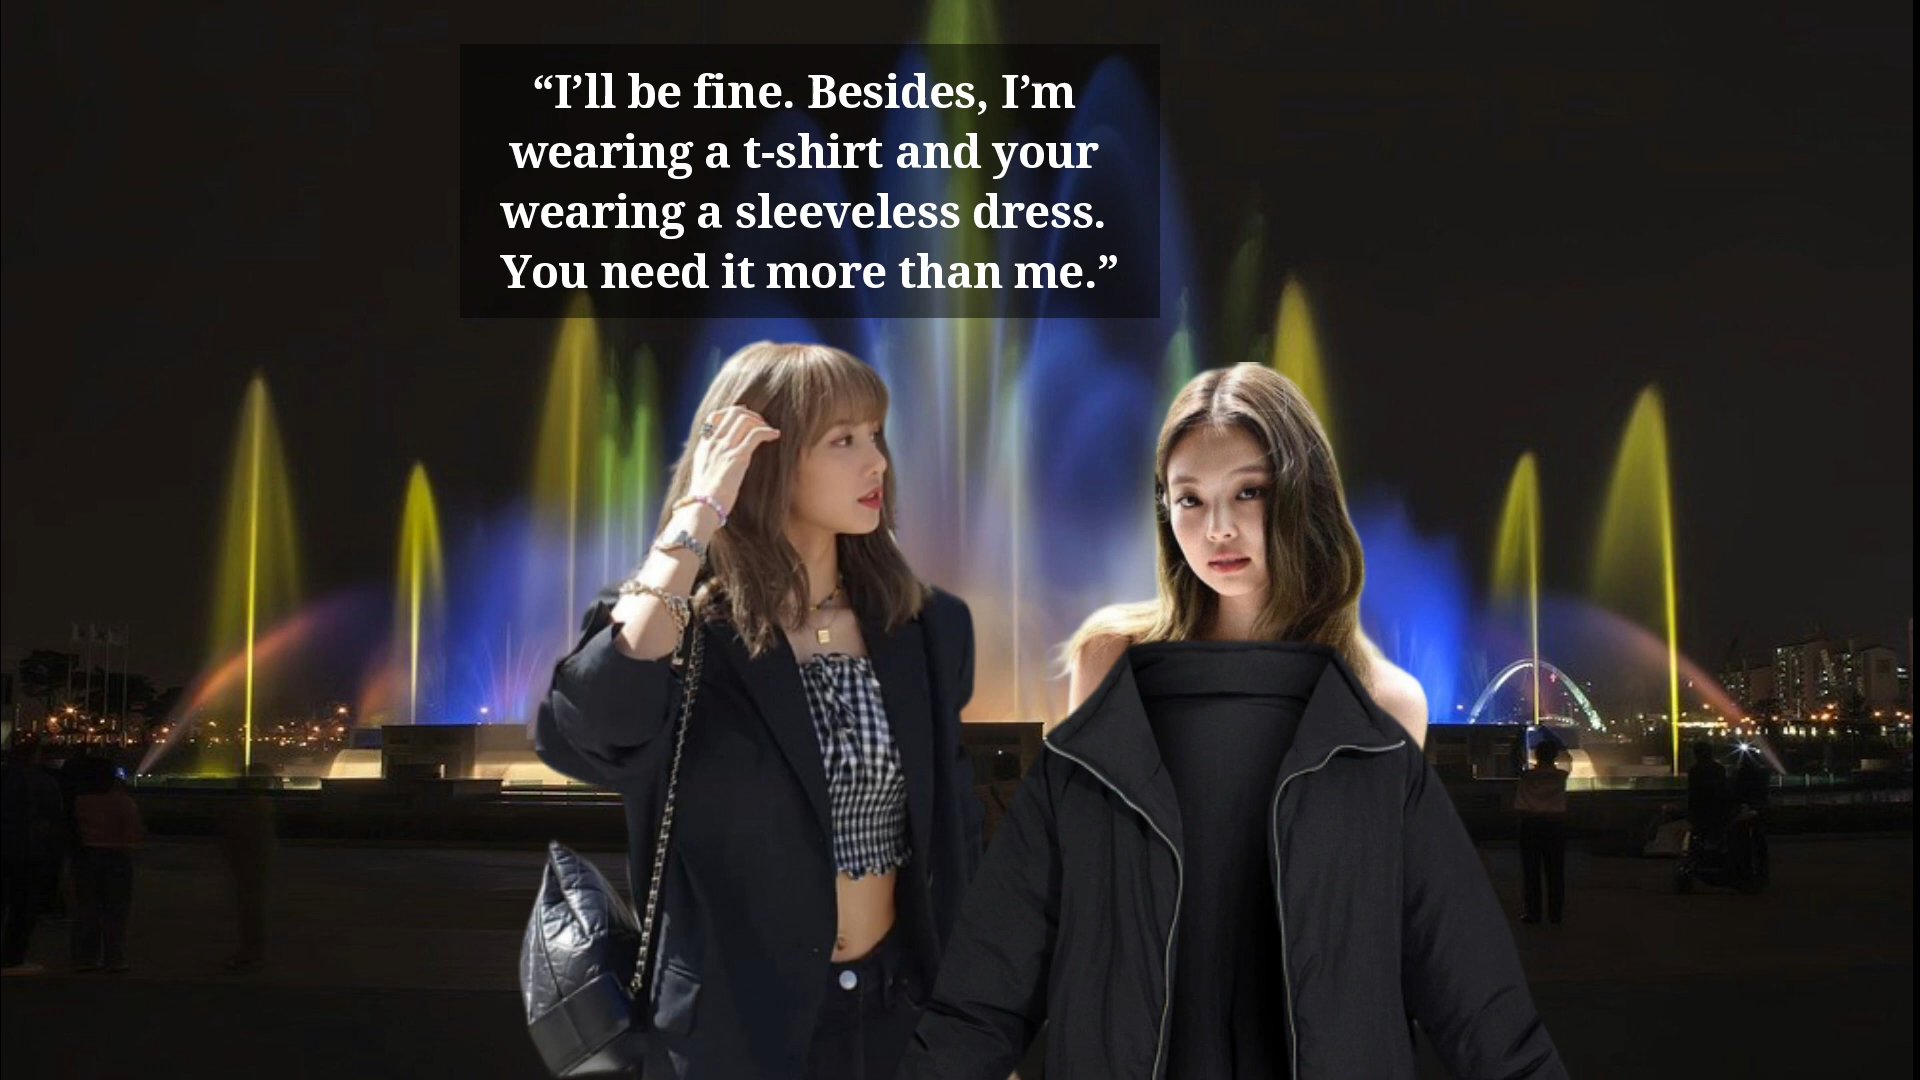 “I’ll be fine. Besides, I’m
wearing a t-shirt and your
wearing a sleeveless dress.
You need it more than me.”